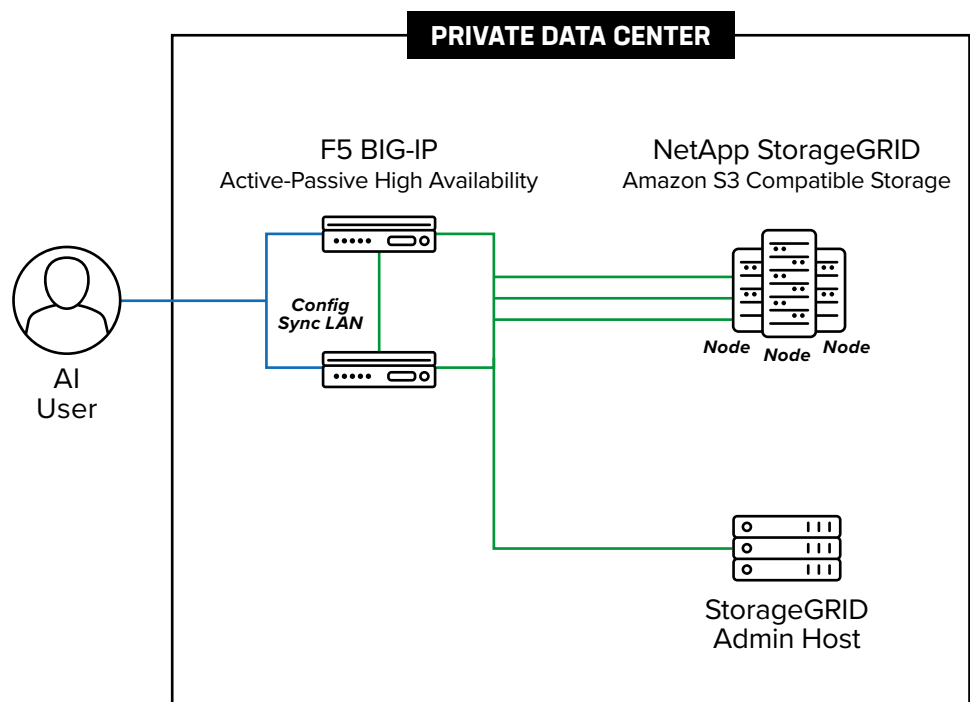 PRIVATE DATA CENTER
F5 BIG-IP
Active-Passive High Availability
NetApp StorageGRID
Amazon S3 Compatible Storage
Config
Sync LAN
Node
Node
Node
AI
User
StorageGRID
Admin Host